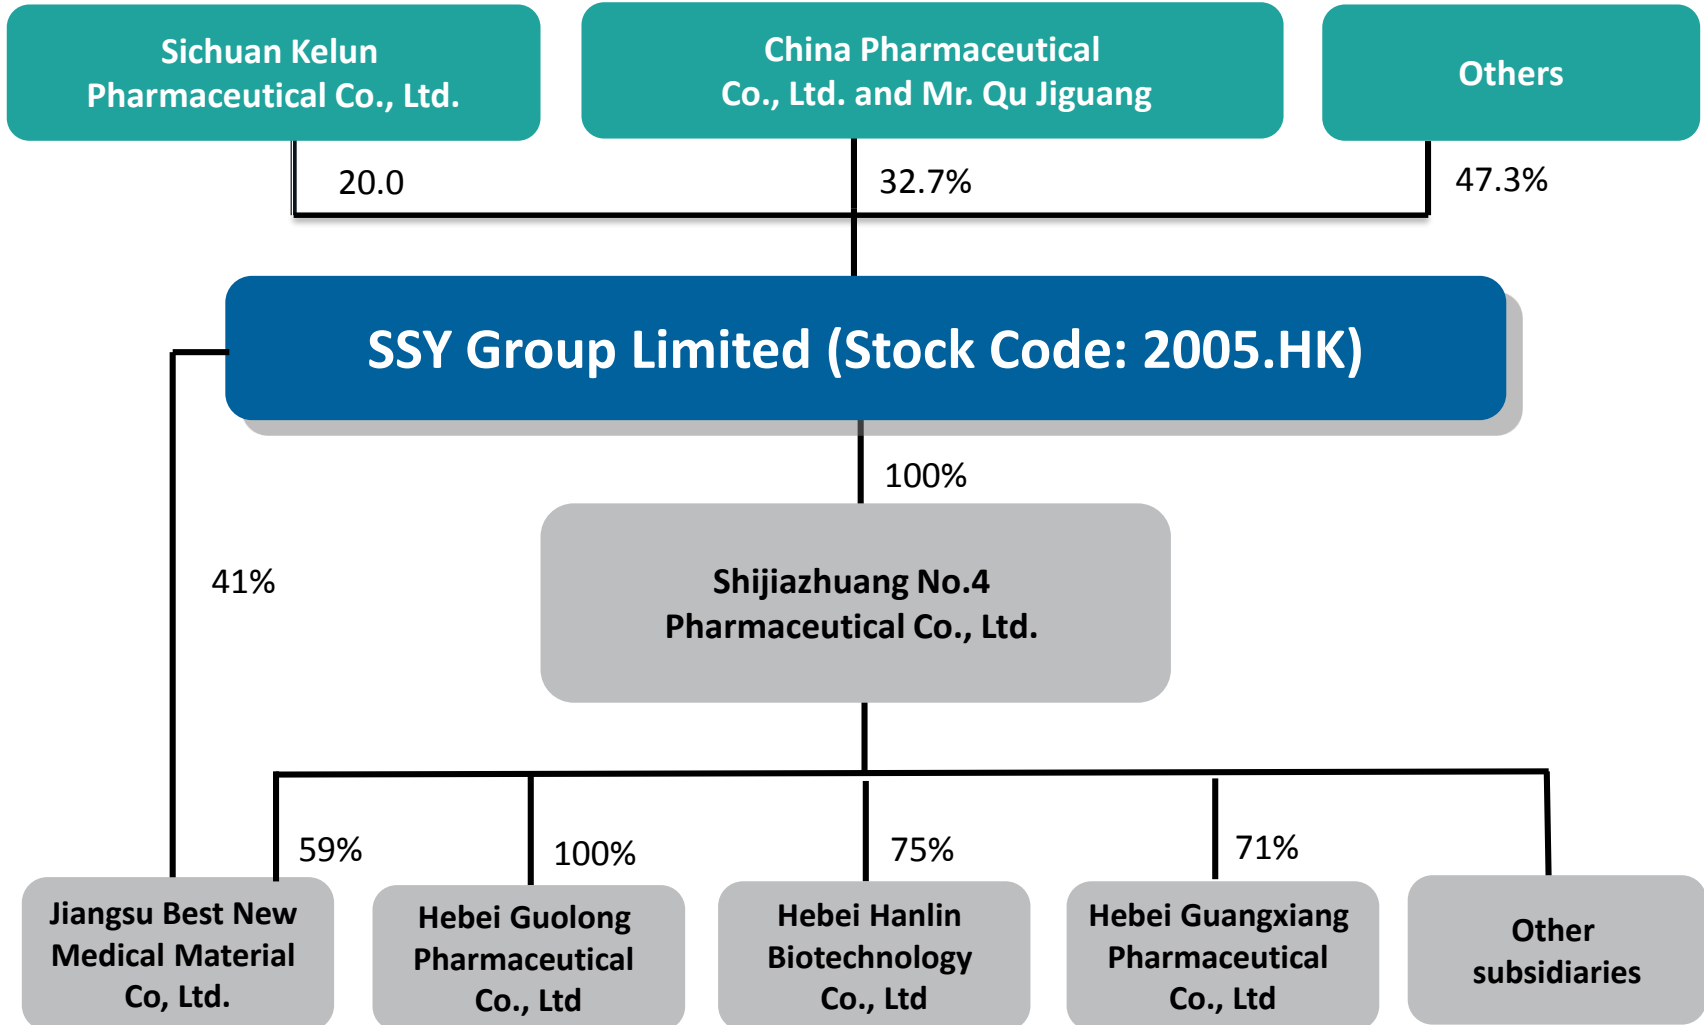 Sichuan Kelun
Pharmaceutical Co., Ltd.
China Pharmaceutical
Co., Ltd. and Mr. Qu Jiguang
Others
20.0
32.7%
47.3%
SSY Group Limited (Stock Code: 2005.HK)
100%
41%
Shijiazhuang No.4
Pharmaceutical Co., Ltd.
59%
100%
75%
71%
Jiangsu Best New
Medical Material
Co, Ltd.
Hebei Guolong
Pharmaceutical
Co., Ltd
Hebei Hanlin
Biotechnology
Co., Ltd
Hebei Guangxiang
Pharmaceutical
Co., Ltd
Other
subsidiaries